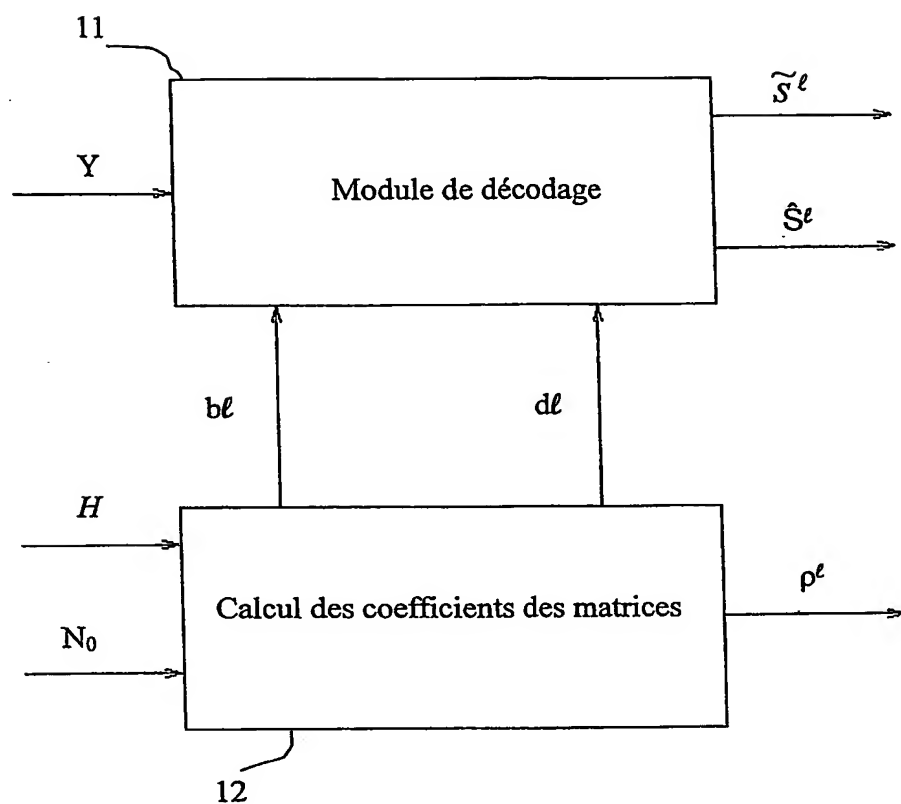 11
S̃ℓ
Y
Module de décodage
Ŝℓ
bℓ
dℓ
H
Calcul des coefficients des matrices
ρℓ
N₀
12